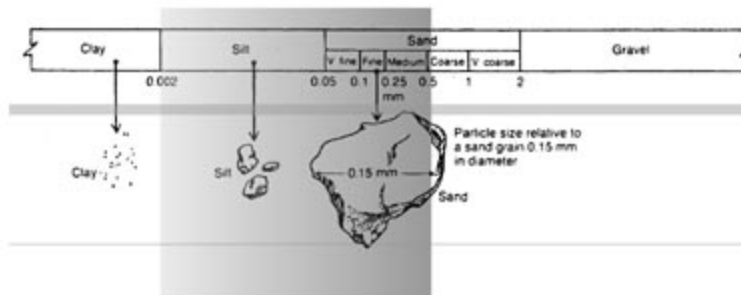 Sand
Clay Silt V. fine Fine Medium Coarse V. coarse Gravel
0.002 0.05 0.1 0.25 0.5 1 2
mm
Particle size relative to
a sand grain 0.15 mm
in diameter
Clay Silt 0.15 mm
Sand